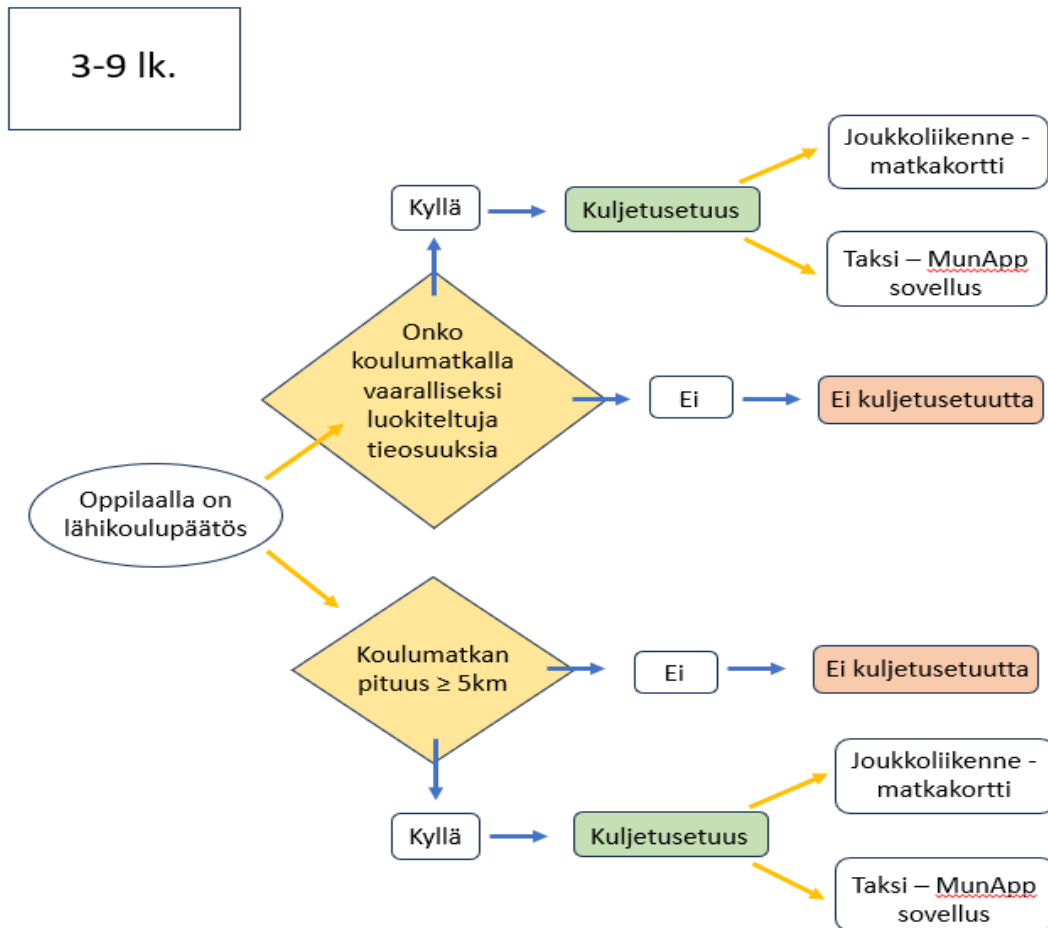 3-9 lk.
Joukkoliikenne -
matkakortti
Kyllä
Kuljetusetuus
Taksi – MunApp
sovellus
Onko
koulumatkalla
vaaralliseksi
luokiteltuja
tieosuuksia
Ei
Ei kuljetusetuutta
Oppilaalla on
lähikoulupäätös
Koulumatkan
pituus ≥ 5km
Ei
Ei kuljetusetuutta
Joukkoliikenne -
matkakortti
Kyllä
Kuljetusetuus
Taksi – MunApp
sovellus